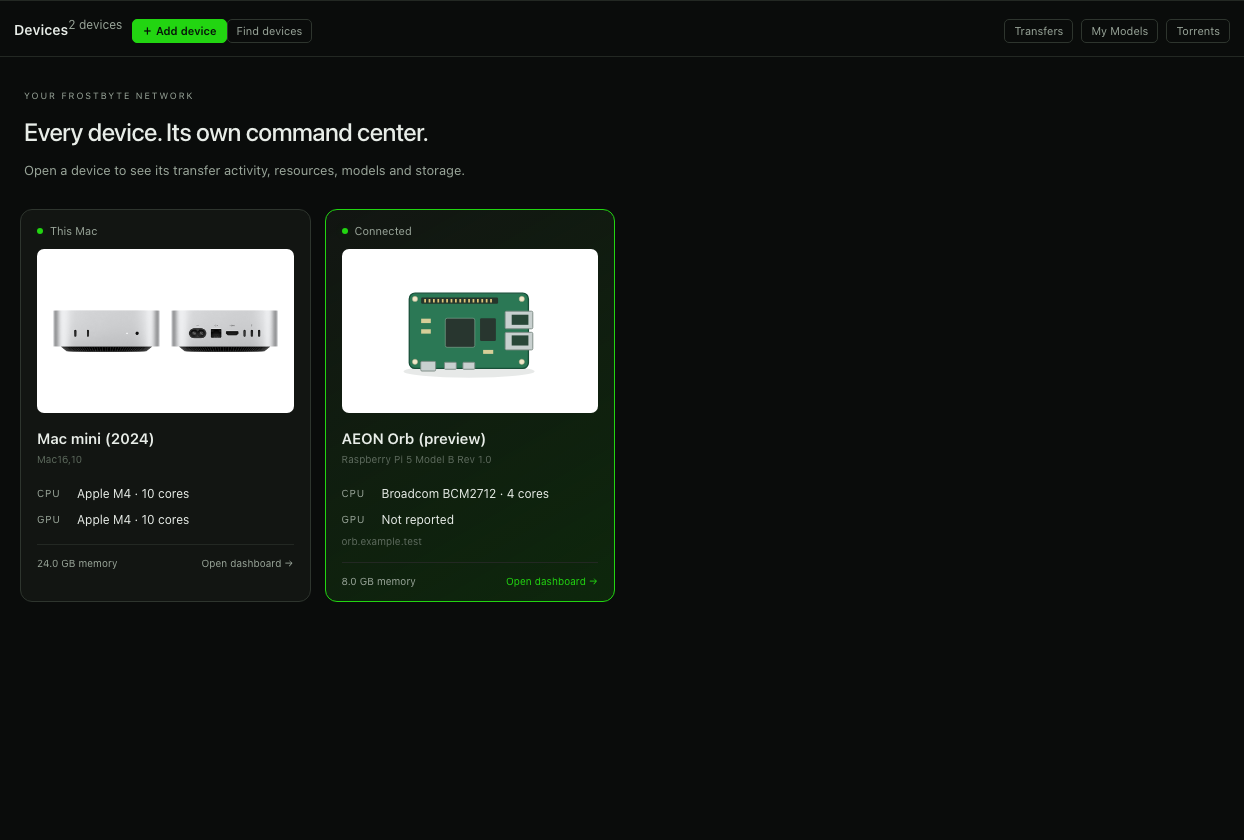 Devices 2 devices + Add device Find devices Transfers My Models Torrents
YOUR FROSTBYTE NETWORK
Every device. Its own command center.
Open a device to see its transfer activity, resources, models and storage.
This Mac
Mac mini (2024)
Mac16,10
CPU Apple M4 · 10 cores
GPU Apple M4 · 10 cores
24.0 GB memory Open dashboard →
Connected
AEON Orb (preview)
Raspberry Pi 5 Model B Rev 1.0
CPU Broadcom BCM2712 · 4 cores
GPU Not reported
orb.example.test
8.0 GB memory Open dashboard →